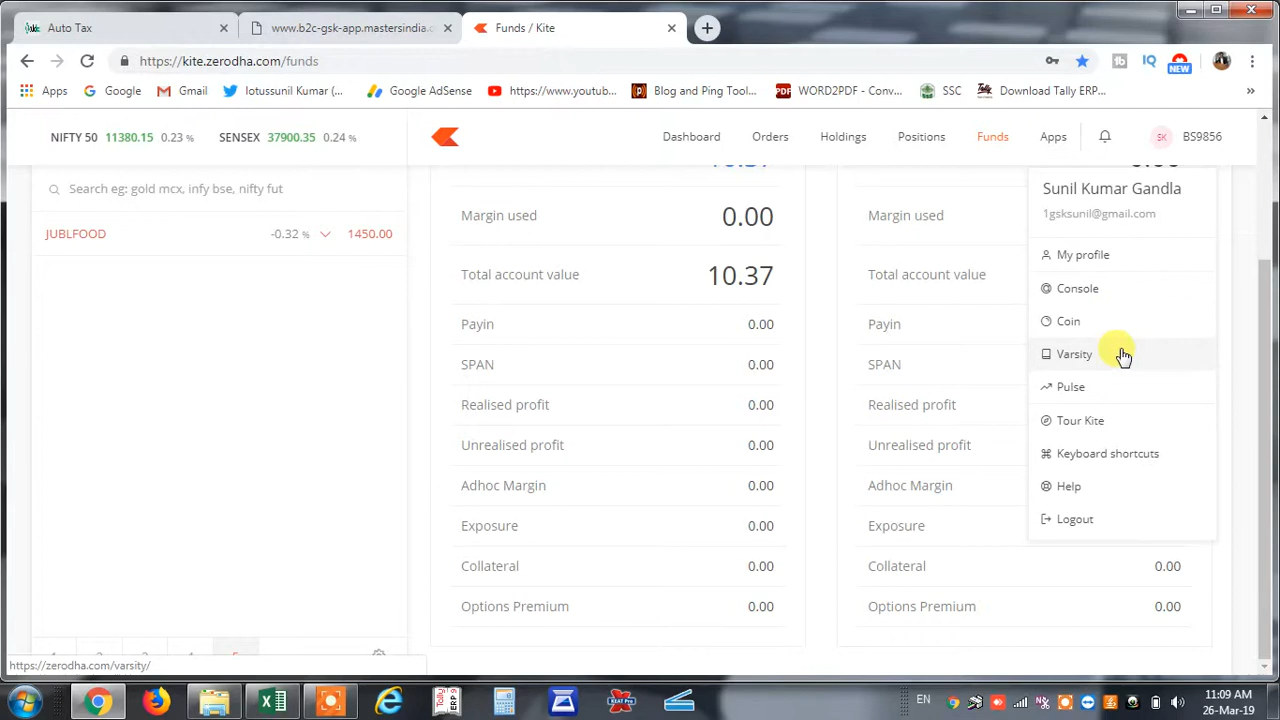 Auto Tax
www.b2c-gsk-app.mastersindia.c
Funds / Kite
https://kite.zerodha.com/funds
NEW
Apps
Google
Gmail
lotussunil Kumar (...
Google AdSense
https://www.youtub...
Blog and Ping Tool...
PDF
WORD2PDF - Conv...
SSC
Download Tally ERP...
»
NIFTY 50 11380.15 0.23 %
SENSEX 37900.35 0.24 %
Dashboard
Orders
Holdings
Positions
Funds
Apps
SK
BS9856
Search eg: gold mcx, infy bse, nifty fut
JUBLFOOD -0.32 % 1450.00
Margin used 0.00
Total account value 10.37
Payin 0.00
SPAN 0.00
Realised profit 0.00
Unrealised profit 0.00
Adhoc Margin 0.00
Exposure 0.00
Collateral 0.00
Options Premium 0.00
Margin used
Total account value
Payin
SPAN
Realised profit
Unrealised profit
Adhoc Margin
Exposure
Collateral 0.00
Options Premium 0.00
Sunil Kumar Gandla
1gsksunil@gmail.com
My profile
Console
Coin
Varsity
Pulse
Tour Kite
Keyboard shortcuts
Help
Logout
https://zerodha.com/varsity/
EN
11:09 AM
26-Mar-19